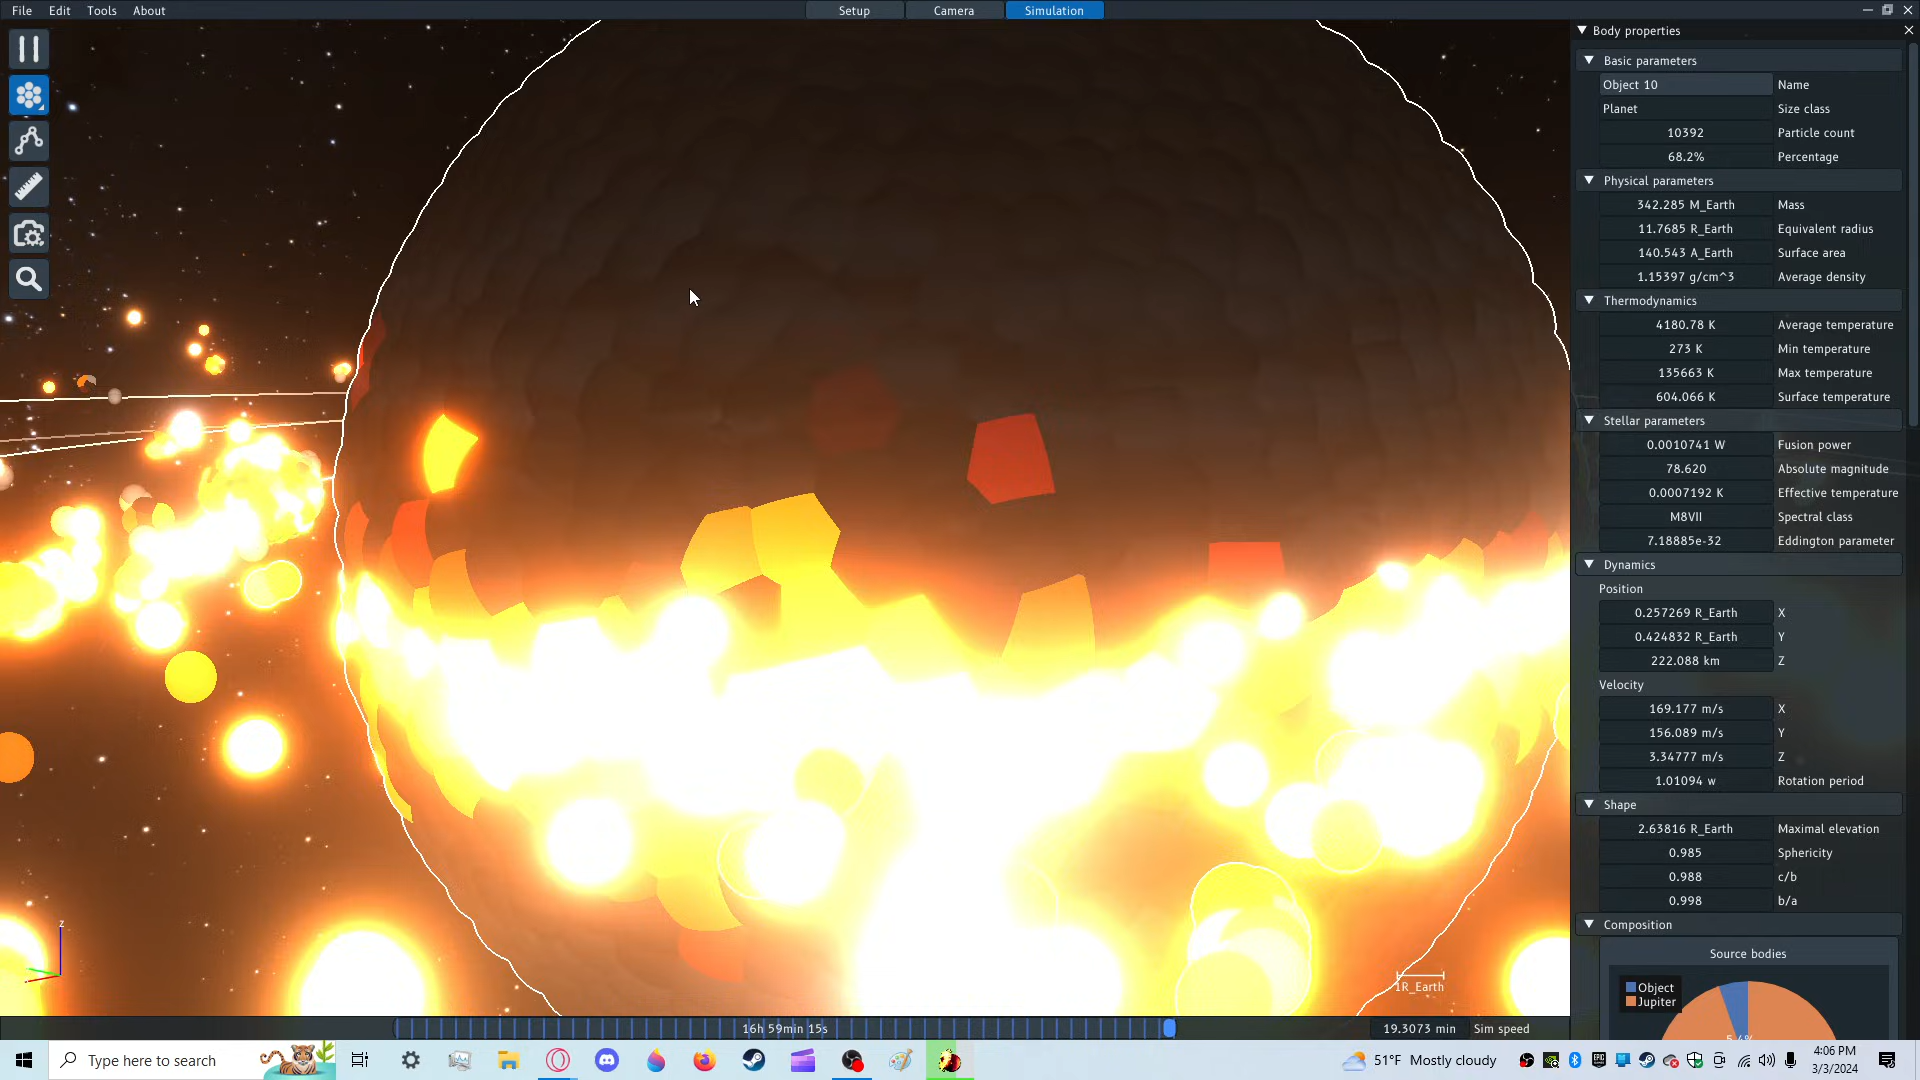 File Edit Tools About
Setup Camera Simulation
Body properties
Basic parameters
Object 10 Name
Planet Size class
10392 Particle count
68.2% Percentage
Physical parameters
342.285 M_Earth Mass
11.7685 R_Earth Equivalent radius
140.543 A_Earth Surface area
1.15397 g/cm^3 Average density
Thermodynamics
4180.78 K Average temperature
273 K Min temperature
135663 K Max temperature
604.066 K Surface temperature
Stellar parameters
0.0010741 W Fusion power
78.620 Absolute magnitude
0.0007192 K Effective temperature
M8VII Spectral class
7.18885e-32 Eddington parameter
Dynamics
Position
0.257269 R_Earth X
0.424832 R_Earth Y
222.088 km Z
Velocity
169.177 m/s X
156.089 m/s Y
3.34777 m/s Z
1.01094 w Rotation period
Shape
2.63816 R_Earth Maximal elevation
0.985 Sphericity
0.988 c/b
0.998 b/a
Composition
Source bodies
Object
Jupiter
z
1R_Earth
16h 59min 15s
19.3073 min Sim speed
Type here to search
51°F Mostly cloudy
4:06 PM
3/3/2024